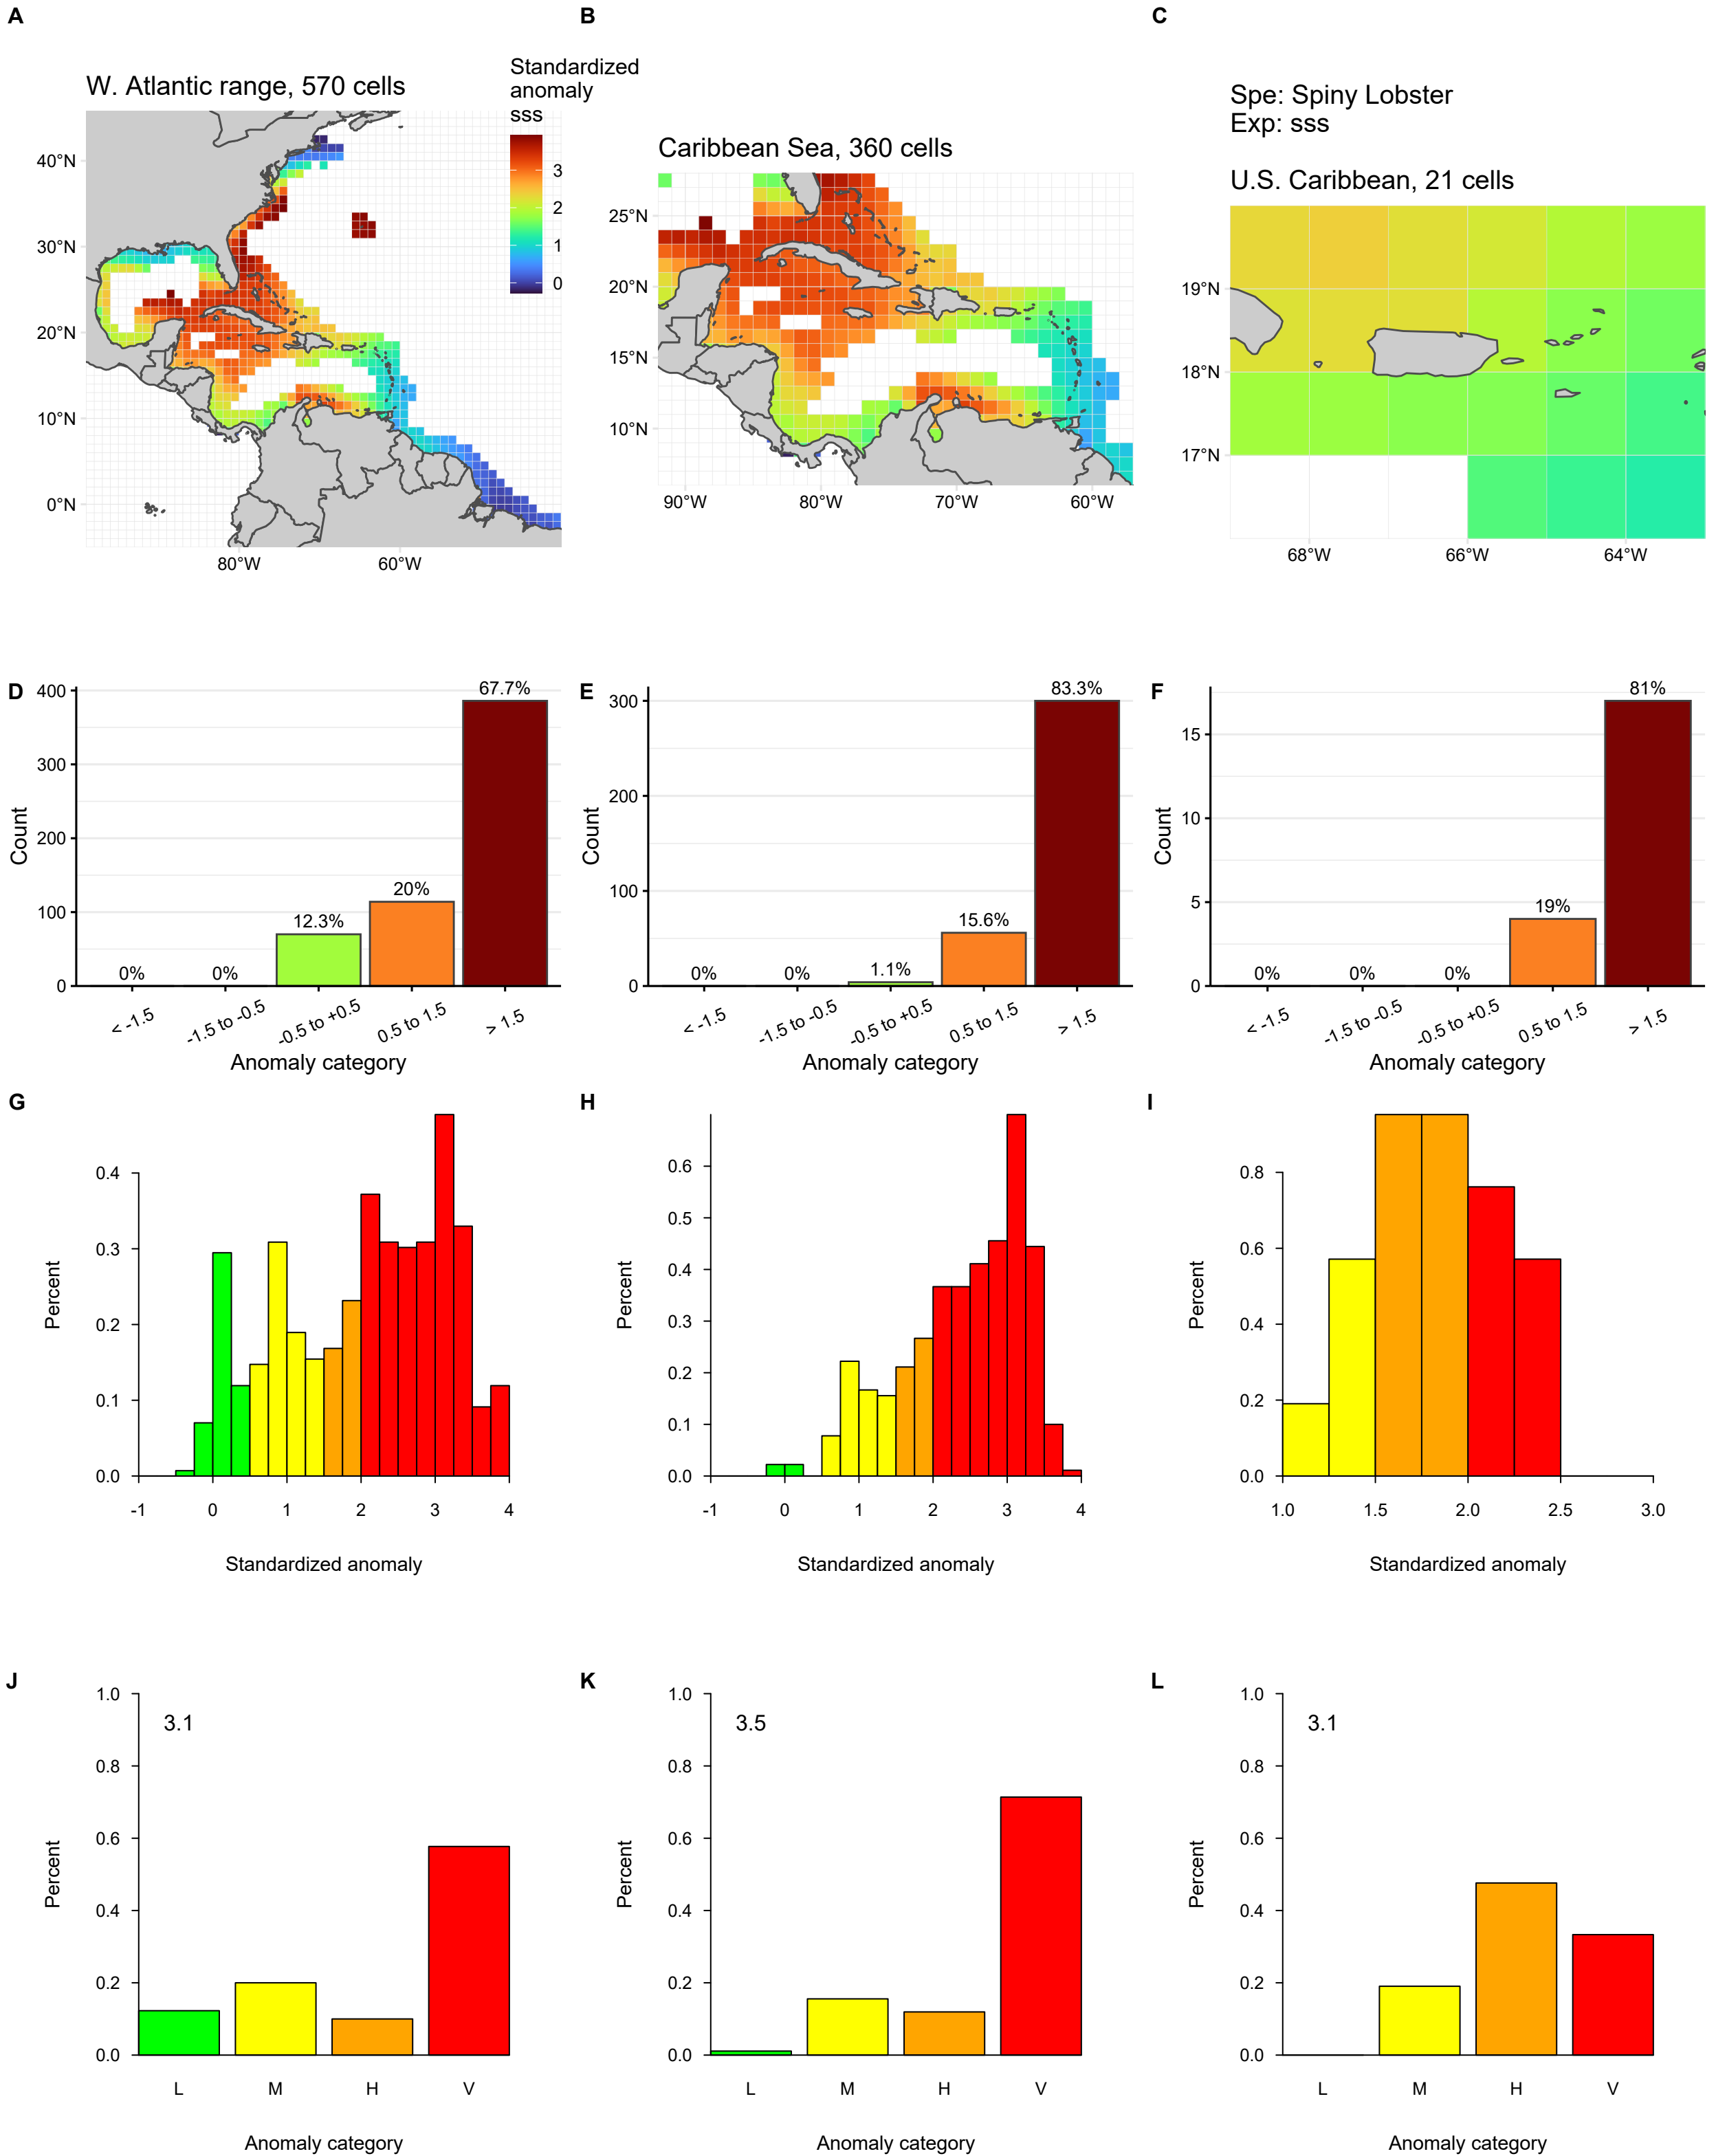 A
B
C
W. Atlantic range, 570 cells
Standardized
anomaly
sss
3
2
1
0
40°N
30°N
20°N
10°N
0°N
80°W
60°W
Caribbean Sea, 360 cells
25°N
20°N
15°N
10°N
90°W
80°W
70°W
60°W
Spe: Spiny Lobster
Exp: sss
U.S. Caribbean, 21 cells
19°N
18°N
17°N
68°W
66°W
64°W
D
400
300
200
100
0
Count
0%
0%
12.3%
20%
67.7%
< -1.5
-1.5 to -0.5
-0.5 to +0.5
0.5 to 1.5
> 1.5
Anomaly category
E
300
200
100
0
Count
0%
0%
1.1%
15.6%
83.3%
< -1.5
-1.5 to -0.5
-0.5 to +0.5
0.5 to 1.5
> 1.5
Anomaly category
F
15
10
5
0
Count
0%
0%
0%
19%
81%
< -1.5
-1.5 to -0.5
-0.5 to +0.5
0.5 to 1.5
> 1.5
Anomaly category
G
0.4
0.3
0.2
0.1
0.0
Percent
-1 0 1 2 3 4
Standardized anomaly
H
0.6
0.5
0.4
0.3
0.2
0.1
0.0
Percent
-1 0 1 2 3 4
Standardized anomaly
I
0.8
0.6
0.4
0.2
0.0
Percent
1.0 1.5 2.0 2.5 3.0
Standardized anomaly
J
3.1
1.0
0.8
0.6
0.4
0.2
0.0
Percent
L M H V
Anomaly category
K
3.5
1.0
0.8
0.6
0.4
0.2
0.0
Percent
L M H V
Anomaly category
L
3.1
1.0
0.8
0.6
0.4
0.2
0.0
Percent
L M H V
Anomaly category